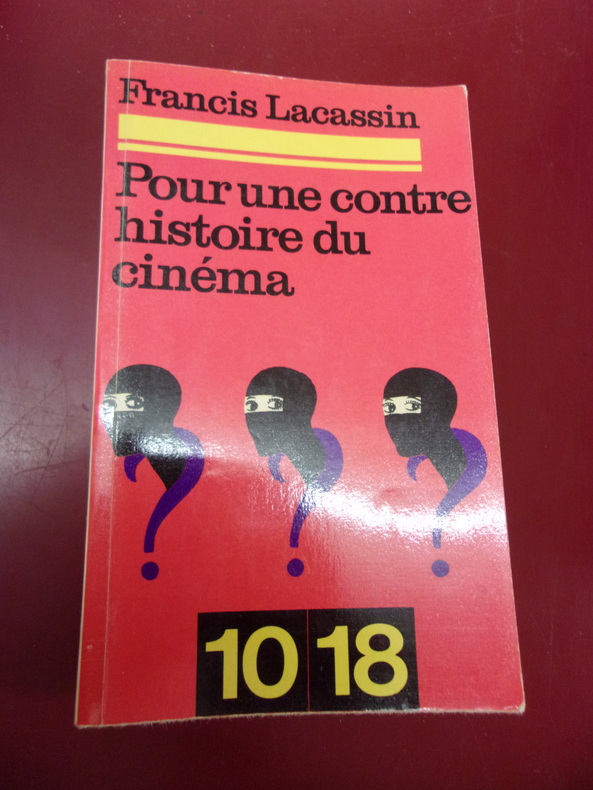 Francis Lacassin
Pour une contre
histoire du
cinéma
10 18